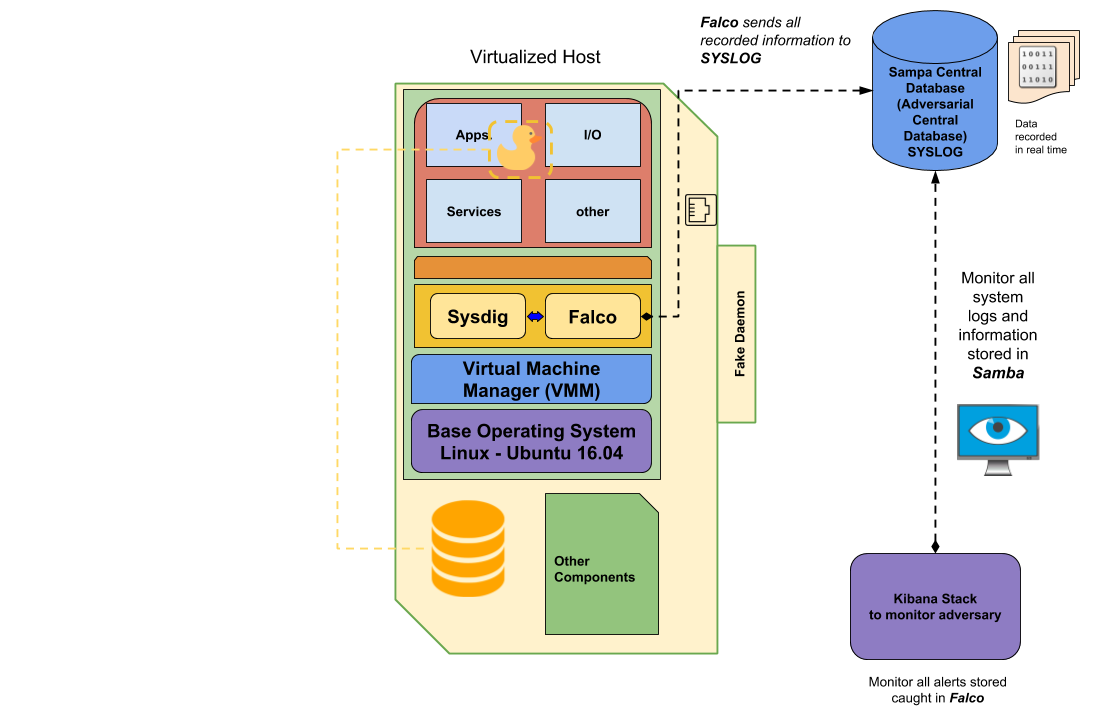 Falco sends all
recorded information to
SYSLOG
Virtualized Host
Sampa Central
Database
(Adversarial
Central
Database)
SYSLOG
10011
00111
11010
Data
recorded
in real time
Apps.
I/O
Services
other
Sysdig
Falco
Fake Daemon
Virtual Machine
Manager (VMM)
Base Operating System
Linux - Ubuntu 16.04
Monitor all
system
logs and
information
stored in
Samba
Other
Components
Kibana Stack
to monitor adversary
Monitor all alerts stored
caught in Falco